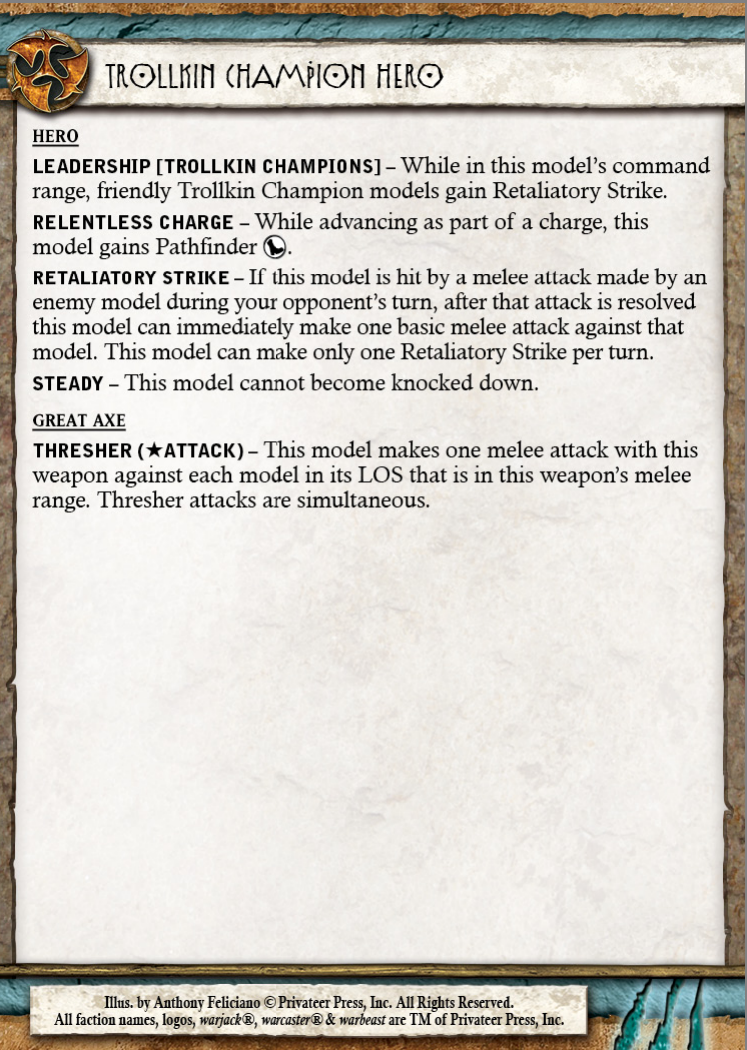 TROLLKIN CHAMPION HERO
HERO
LEADERSHIP [TROLLKIN CHAMPIONS] – While in this model's command
range, friendly Trollkin Champion models gain Retaliatory Strike.
RELENTLESS CHARGE – While advancing as part of a charge, this
model gains Pathfinder.
RETALIATORY STRIKE – If this model is hit by a melee attack made by an
enemy model during your opponent's turn, after that attack is resolved
this model can immediately make one basic melee attack against that
model. This model can make only one Retaliatory Strike per turn.
STEADY – This model cannot become knocked down.
GREAT AXE
THRESHER (★ATTACK) – This model makes one melee attack with this
weapon against each model in its LOS that is in this weapon's melee
range. Thresher attacks are simultaneous.
Illus. by Anthony Feliciano © Privateer Press, Inc. All Rights Reserved.
All faction names, logos, warjack®, warcaster® & warbeast are TM of Privateer Press, Inc.